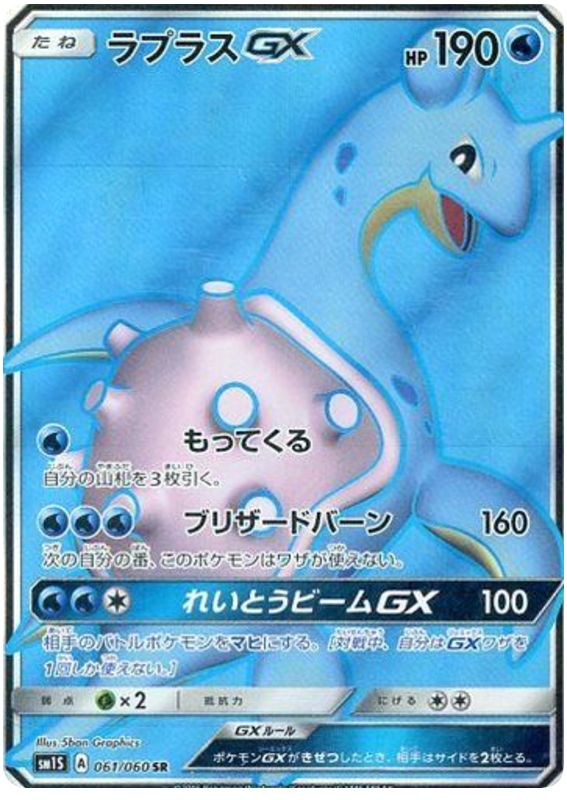 たね ラプラスGX HP 190
もってくる
自分の山札を3枚引く。
ブリザードバーン 160
次の自分の番、このポケモンはワザが使えない。
れいとうビームGX 100
相手のバトルポケモンをマヒにする。[対戦中、自分はGXワザを
1回しか使えない。]
弱点 ×2 抵抗力 にげる
GXルール
Illus. 5ban Graphics
ポケモンGXがきぜつしたとき、相手はサイドを2枚とる。
SM1S A 061/060 SR